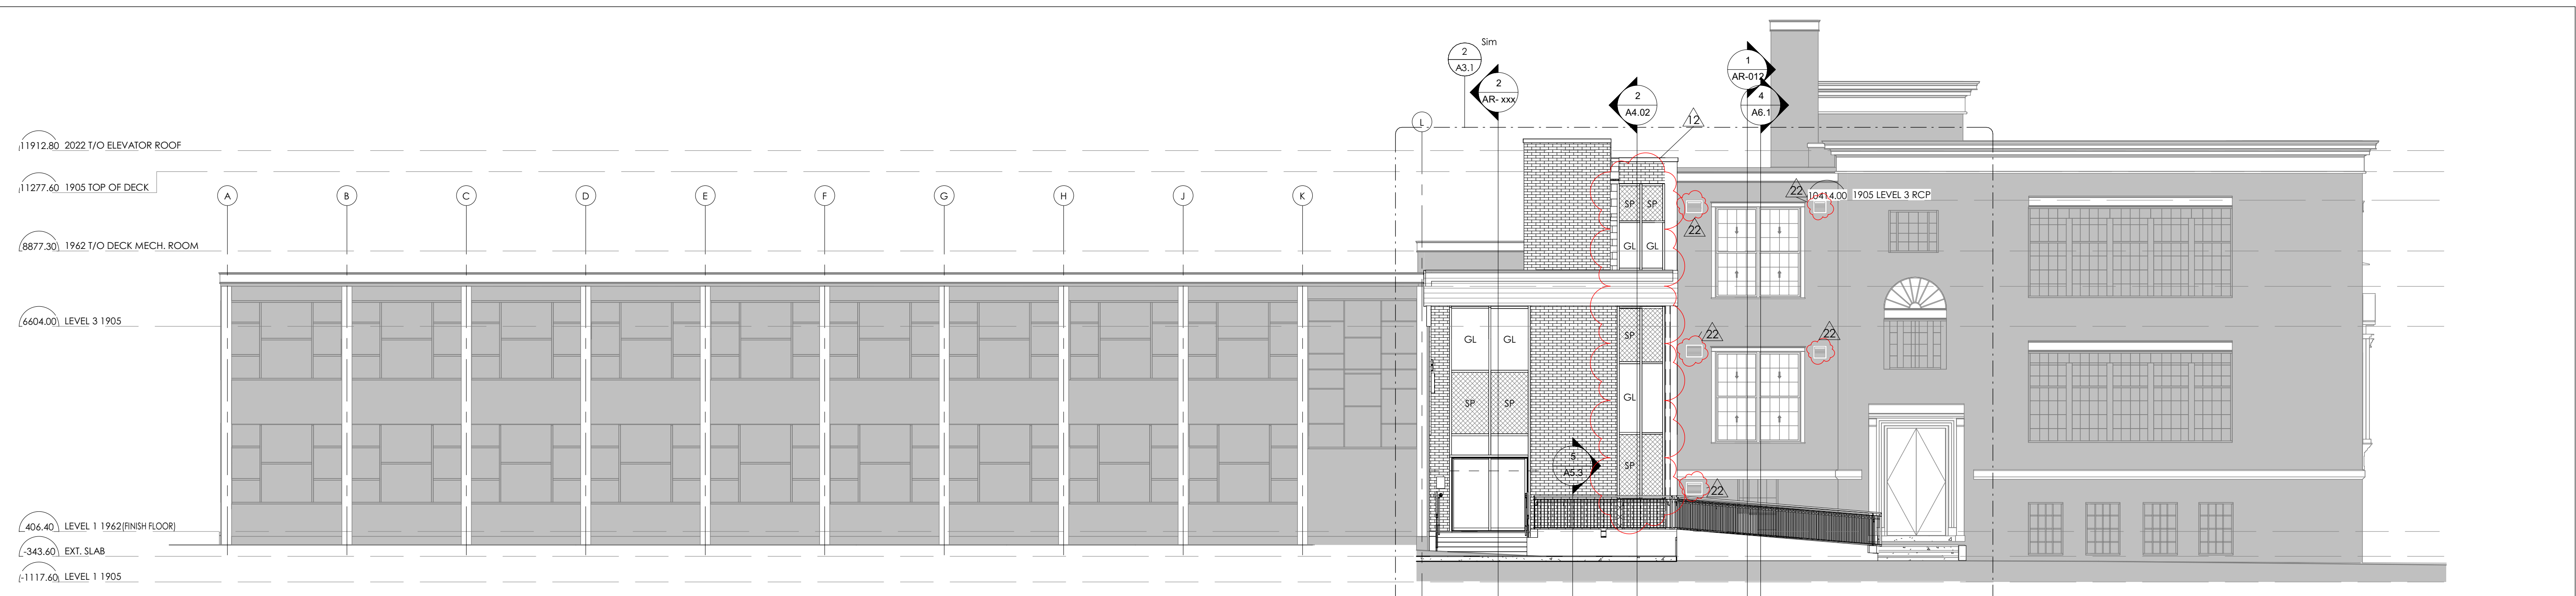 2
A3.1
Sim
2
AR- xxx
2
A4.02
1
AR-012
4
A6.1
12
L
11912.80 2022 T/O ELEVATOR ROOF
11277.60 1905 TOP OF DECK
A
B
C
D
E
F
G
H
J
K
22
10414.00 1905 LEVEL 3 RCP
SP SP
22
8877.30 1962 T/O DECK MECH. ROOM
GL GL
6604.00 LEVEL 3 1905
22
22
GL GL
SP
GL
SP SP
5
A5.3
SP
22
406.40 LEVEL 1 1962(FINISH FLOOR)
-343.60 EXT. SLAB
-1117.60 LEVEL 1 1905